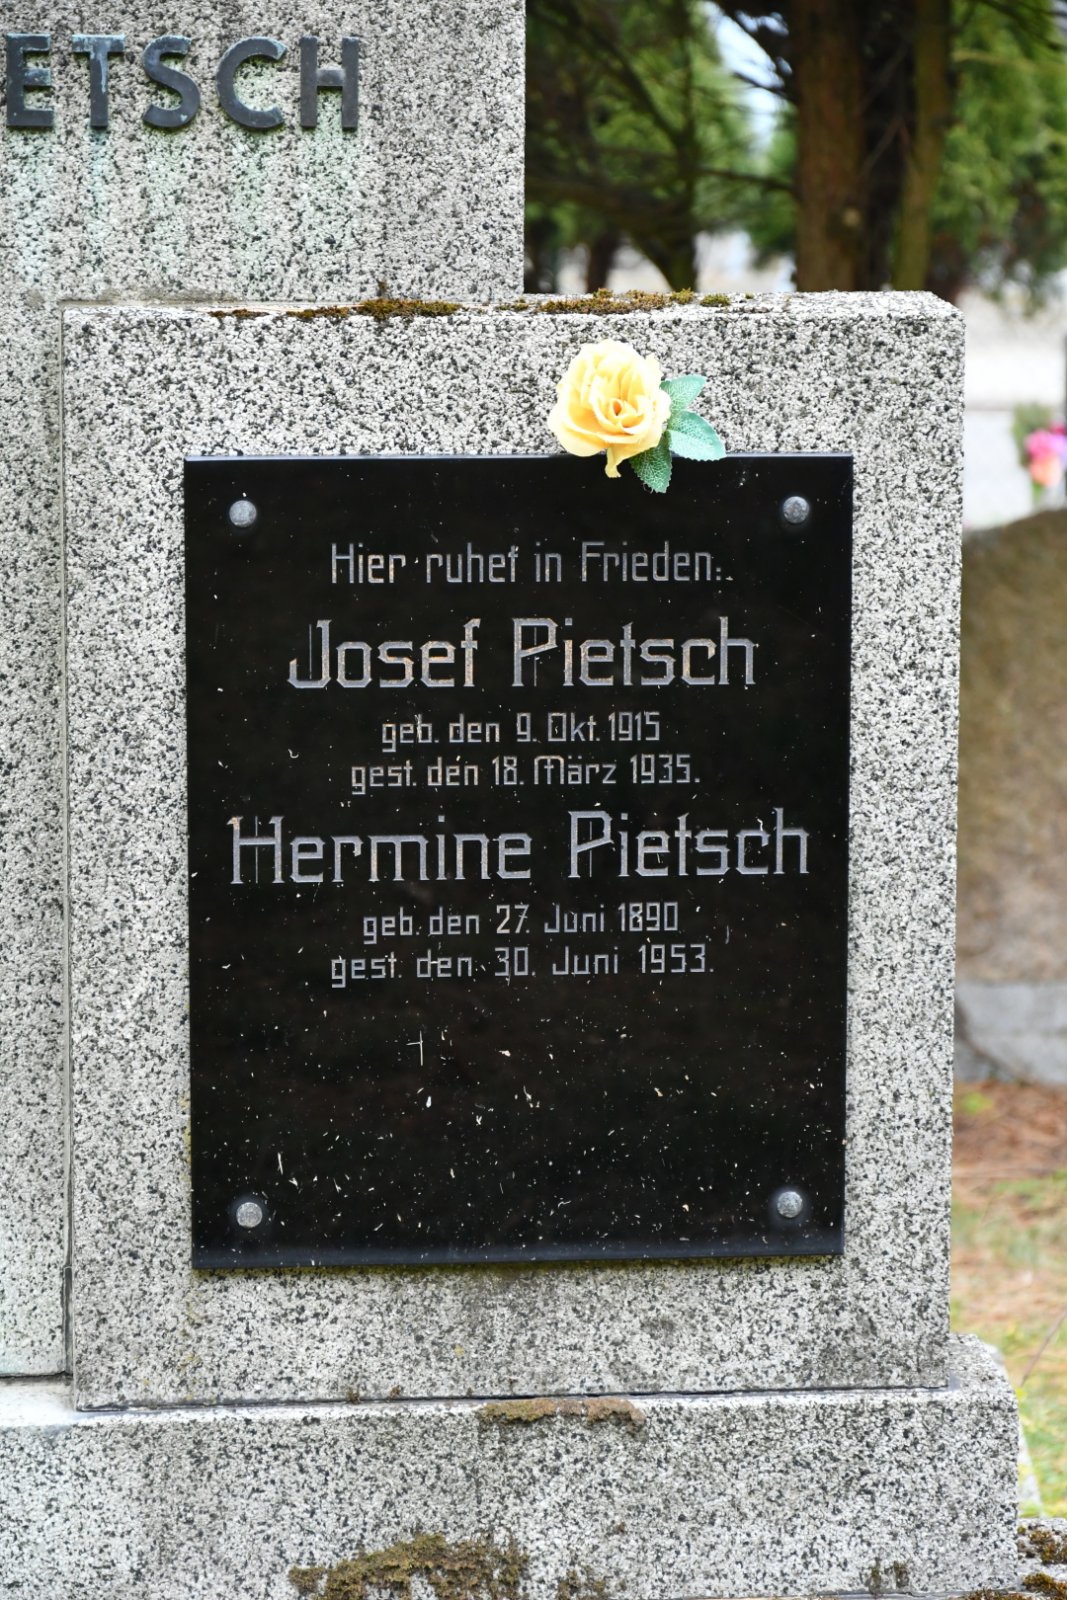 ETSCH
Hier ruhet in Frieden:
Josef Pietsch
geb. den 9. Okt. 1915
gest. den 18. März 1935.
Hermine Pietsch
geb. den 27. Juni 1890
gest. den 30. Juni 1953.